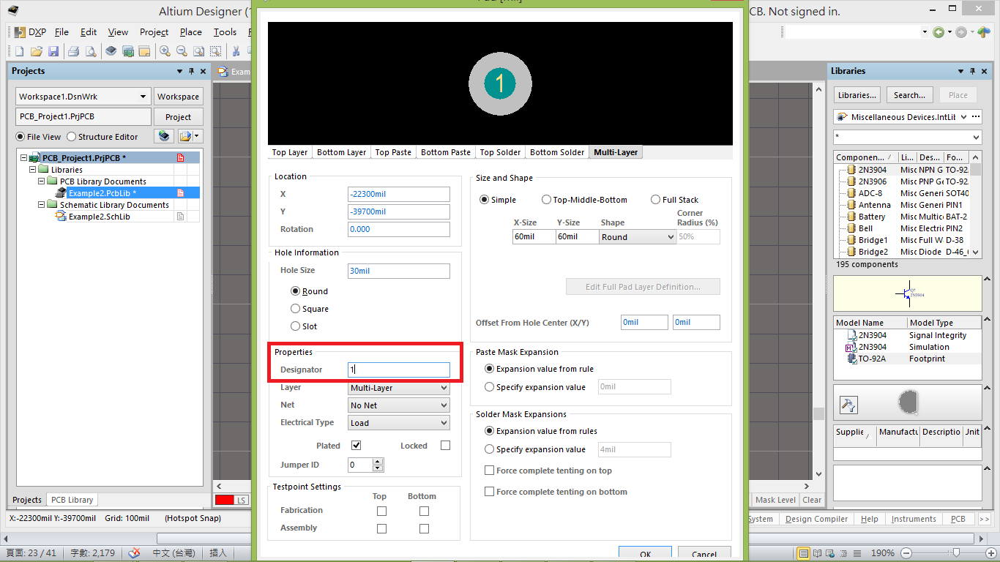 Altium Designer (1
Pad [mil]
CB. Not signed in.
DXP File Edit View Project Place Tools
Projects
Exam
Libraries
Workspace1.DsnWrk Workspace
PCB_Project1.PrjPCB Project
File View Structure Editor
PCB_Project1.PrjPCB *
Libraries
PCB Library Documents
Example2.PcbLib *
Schematic Library Documents
Example2.SchLib
Projects PCB Library
X:-22300mil Y:-39700mil Grid: 100mil (Hotspot Snap)
1
Top Layer Bottom Layer Top Paste Bottom Paste Top Solder Bottom Solder Multi-Layer
Location
X -22300mil
Y -39700mil
Rotation 0.000
Hole Information
Hole Size 30mil
Round
Square
Slot
Properties
Designator 1
Layer Multi-Layer
Net No Net
Electrical Type Load
Plated Locked
Jumper ID 0
Testpoint Settings
Top Bottom
Fabrication
Assembly
Size and Shape
Simple Top-Middle-Bottom Full Stack
X-Size Y-Size Shape Corner Radius (%)
60mil 60mil Round 50%
Edit Full Pad Layer Definition...
Offset From Hole Center (X/Y) 0mil 0mil
Paste Mask Expansion
Expansion value from rule
Specify expansion value 0mil
Solder Mask Expansions
Expansion value from rules
Specify expansion value 4mil
Force complete tenting on top
Force complete tenting on bottom
OK Cancel
LS
Mask Level Clear
System Design Compiler Help Instruments PCB >>
Libraries... Search... Place
Miscellaneous Devices.IntLib ...
*
Componen... Li... Des... Fo...
2N3904 Misc NPN G TO-92
2N3906 Misc PNP Ge TO-92
ADC-8 Misc Generi SOT40
Antenna Misc Generi PIN1
Battery Misc Multic BAT-2
Bell Misc Electric PIN2
Bridge1 Misc Full W D-38
Bridge2 Misc Diode D-46_6
195 components
2N3904
Model Name Model Type
2N3904 Signal Integrity
2N3904 Simulation
TO-92A Footprint
Supplie Manufactu Descriptio Jnit
頁面: 23 / 41 字數: 2,179 中文 (台灣) 插入 190%